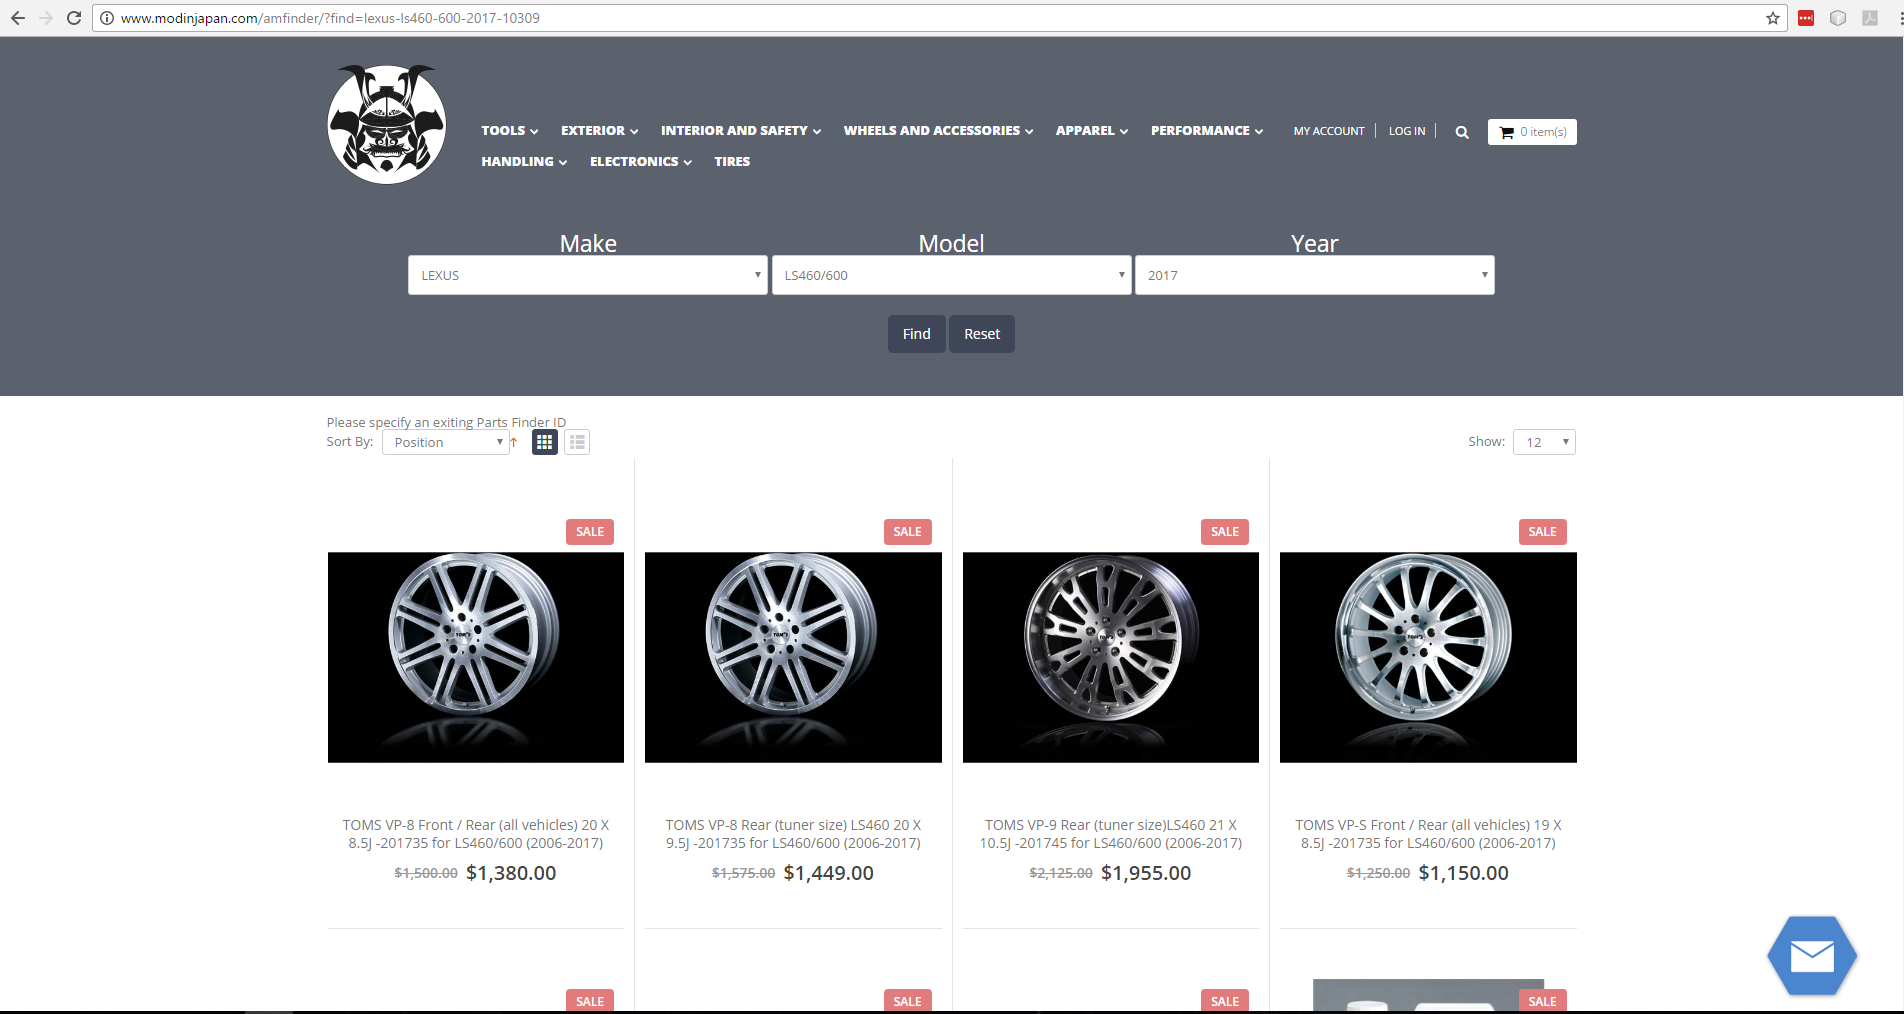 www.modinjapan.com/amfinder/?find=lexus-ls460-600-2017-10309
TOOLS EXTERIOR INTERIOR AND SAFETY WHEELS AND ACCESSORIES APPAREL PERFORMANCE MY ACCOUNT LOG IN 0 item(s)
HANDLING ELECTRONICS TIRES
Make Model Year
LEXUS LS460/600 2017
Find Reset
Please specify an exiting Parts Finder ID
Sort By: Position Show: 12
SALE SALE SALE SALE
TOM'S TOM'S TOM'S TOM'S
TOMS VP-8 Front / Rear (all vehicles) 20 X
8.5J -201735 for LS460/600 (2006-2017)
$1,500.00 $1,380.00
TOMS VP-8 Rear (tuner size) LS460 20 X
9.5J -201735 for LS460/600 (2006-2017)
$1,575.00 $1,449.00
TOMS VP-9 Rear (tuner size)LS460 21 X
10.5J -201745 for LS460/600 (2006-2017)
$2,125.00 $1,955.00
TOMS VP-S Front / Rear (all vehicles) 19 X
8.5J -201735 for LS460/600 (2006-2017)
$1,250.00 $1,150.00
SALE SALE SALE SALE